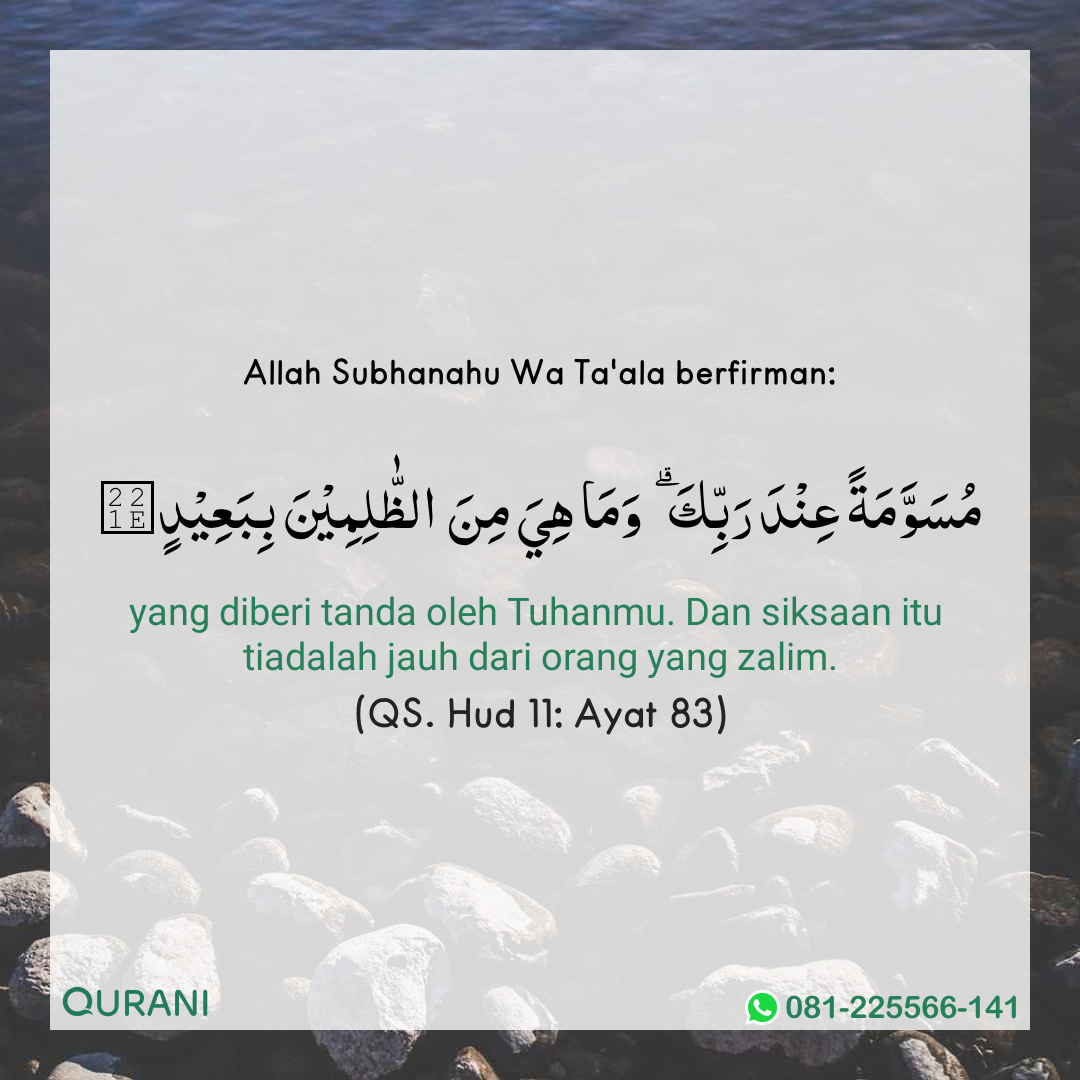 Allah Subhanahu Wa Ta'ala berfirman:
مُسَوَّمَةً عِنْدَ رَبِّكَ ۗ وَمَا هِيَ مِنَ الظّٰلِمِيْنَ بِبَعِيْدٍ
yang diberi tanda oleh Tuhanmu. Dan siksaan itu
tiadalah jauh dari orang yang zalim.
(QS. Hud 11: Ayat 83)
QURANI
081-225566-141